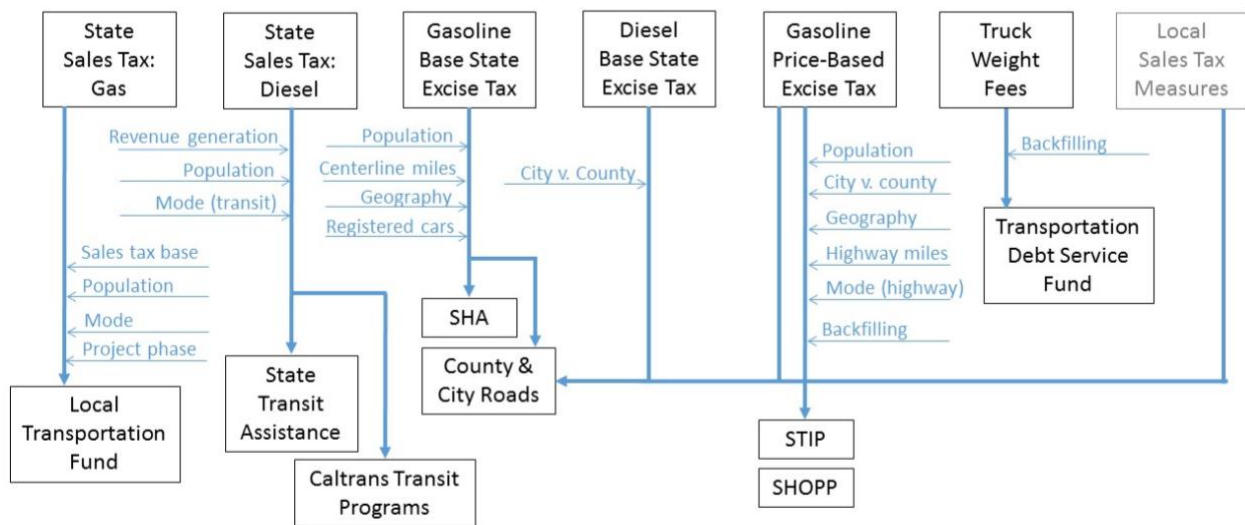 State
Sales Tax:
Gas
State
Sales Tax:
Diesel
Gasoline
Base State
Excise Tax
Diesel
Base State
Excise Tax
Gasoline
Price-Based
Excise Tax
Truck
Weight
Fees
Local
Sales Tax
Measures
Revenue generation
Population
Mode (transit)
Sales tax base
Population
Mode
Project phase
Population
Centerline miles
Geography
Registered cars
City v. County
Population
City v. county
Geography
Highway miles
Mode (highway)
Backfilling
Backfilling
Local
Transportation
Fund
State
Transit
Assistance
Caltrans Transit
Programs
SHA
County &
City Roads
STIP
SHOPP
Transportation
Debt Service
Fund